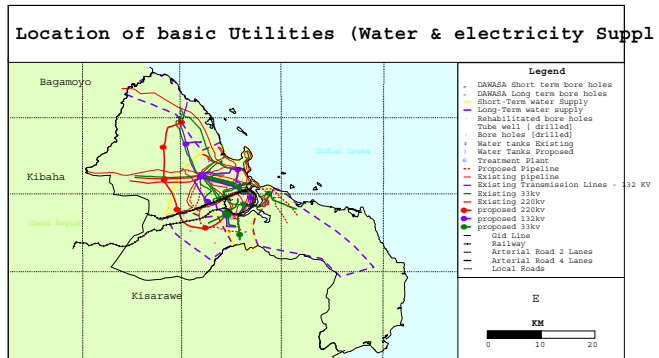 Location of basic Utilities (Water & electricity Suppl
Bagamoyo
Indian Ocean
Kibaha
Coast Region
Kisarawe
Legend
DAWASA Short term bore holes
DAWASA Long term bore holes
Short-Term water Supply
Long-Term water Supply
Rehabilitated bore holes
Tube well [ drilled]
Bore holes [drilled]
Water tanks Existing
Water Tanks Proposed
Treatment Plant
Proposed Pipeline
Existing pipeline
Existing Transmission Lines - 132 KV
Existing 33kv
Existing 220kv
proposed 220kv
proposed 132kv
proposed 33kv
Gid Line
Railway
Arterial Road 2 Lanes
Arterial Road 4 Lanes
Local Roads
E
KM
0 10 20